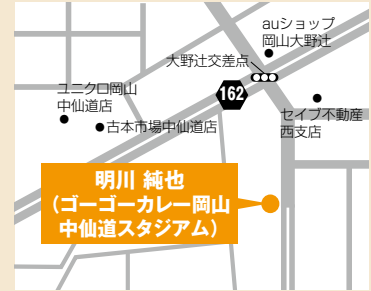 auショップ
岡山大野辻
大野辻交差点
ユニクロ岡山
中仙道店
162
古本市場中仙道店
セイブ不動産
西支店
明川 純也
(ゴーゴーカレー岡山
中仙道スタジアム)